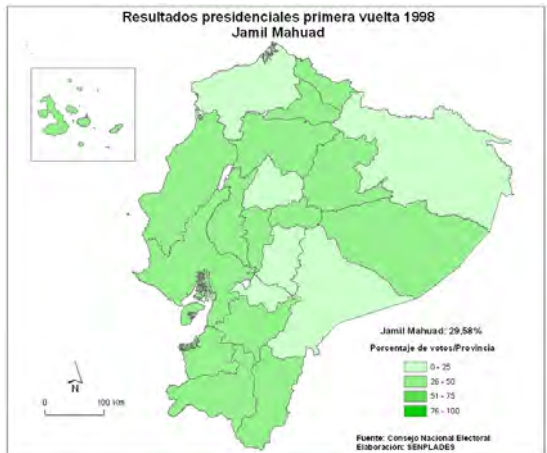 Resultados presidenciales primera vuelta 1998
Jamil Mahuad
Jamil Mahuad: 29,58%
Porcentaje de votos/Provincia
0 - 25
26 - 50
51 - 75
76 - 100
N
0 100 km
Fuente: Consejo Nacional Electoral
Elaboración: SENPLADES